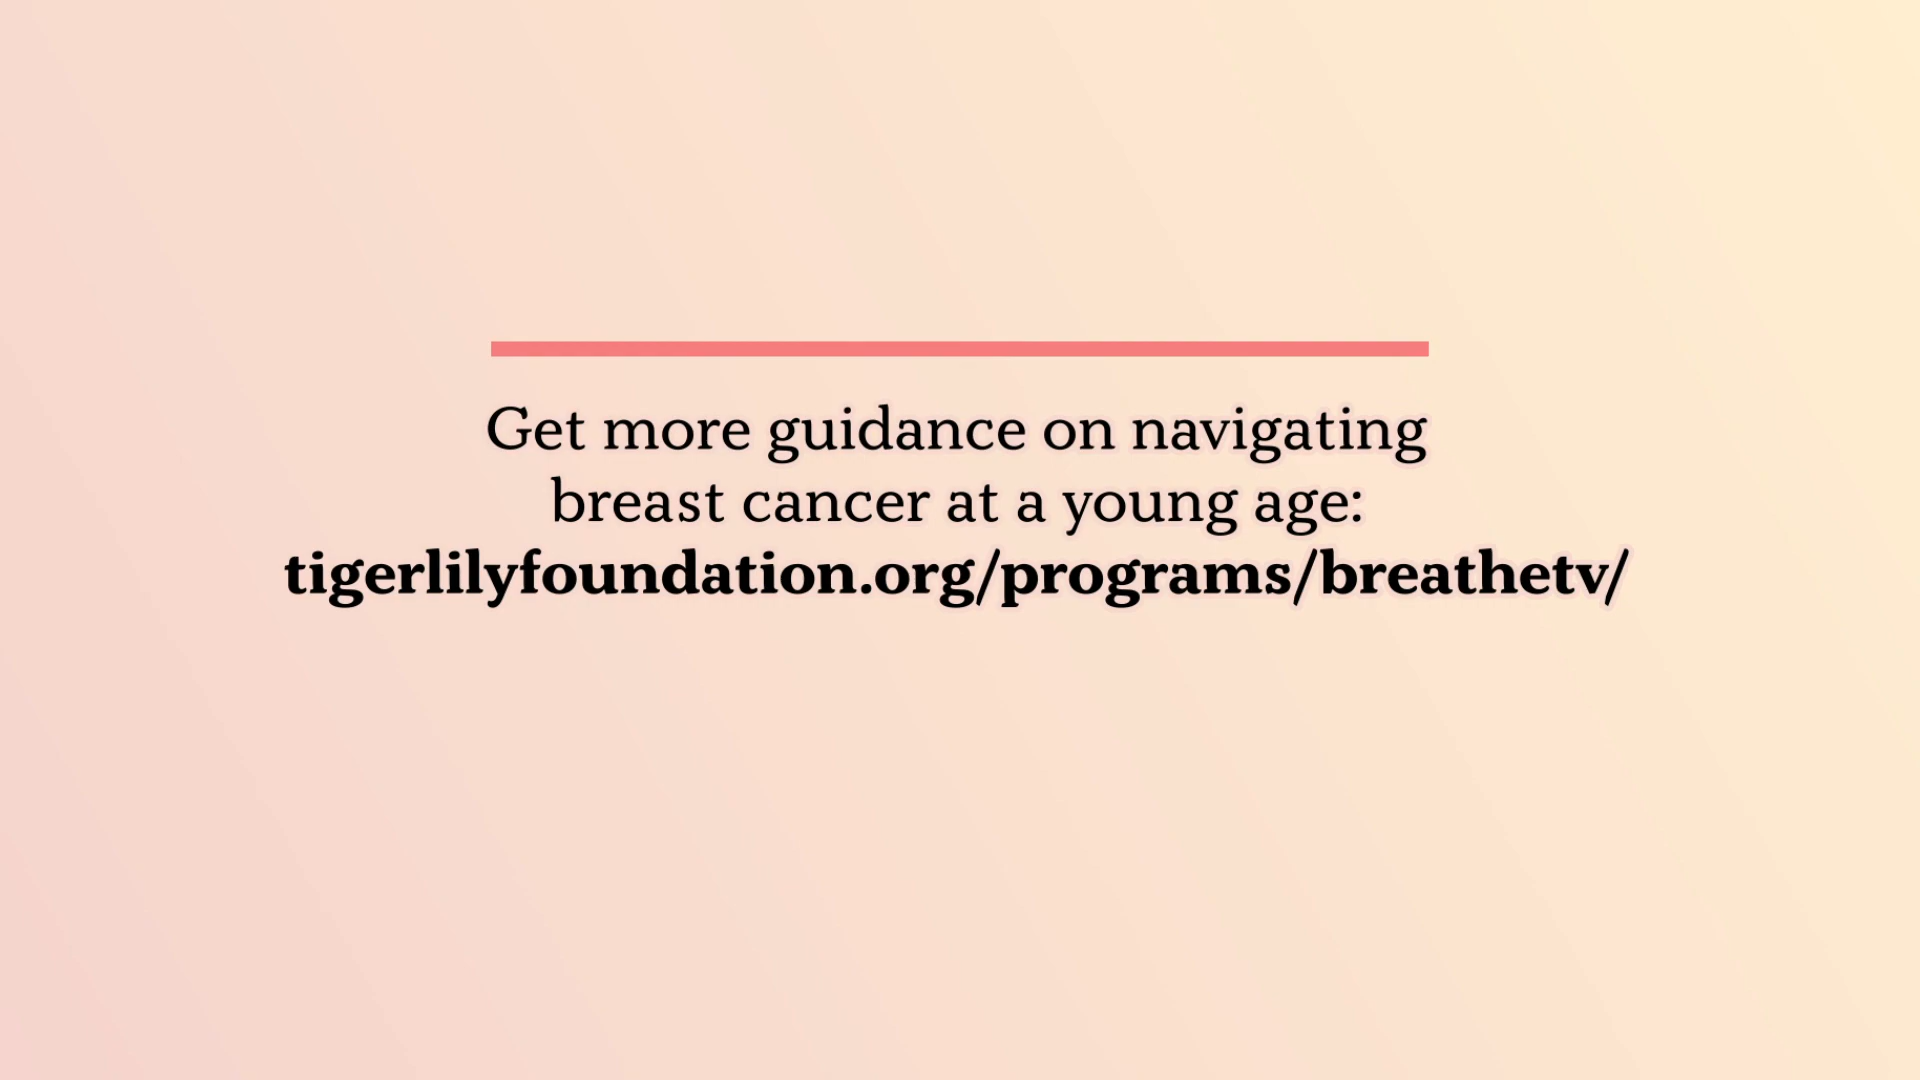 Get more guidance on navigating
breast cancer at a young age:
tigerlilyfoundation.org/programs/breathetv/